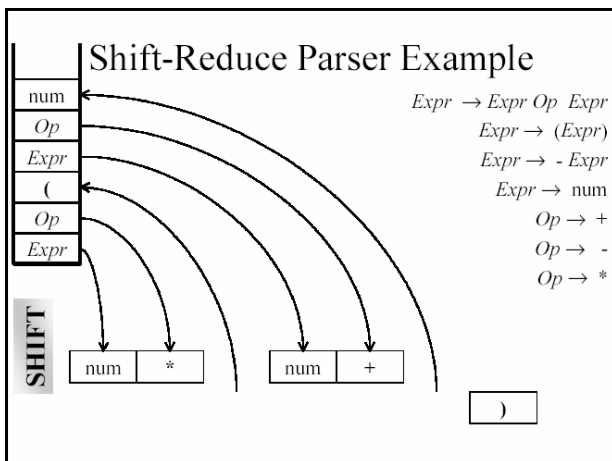 Shift-Reduce Parser Example
num
Op
Expr
(
Op
Expr
Expr → Expr Op Expr
Expr → (Expr)
Expr → - Expr
Expr → num
Op → +
Op → -
Op → *
SHIFT
num *
num +
)